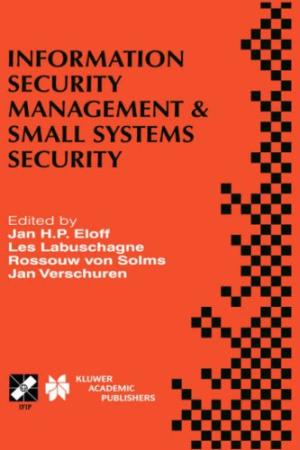 INFORMATION
SECURITY
MANAGEMENT &
SMALL SYSTEMS
SECURITY
Edited by
Jan H.P. Eloff
Les Labuschagne
Rossouw von Solms
Jan Verschuren
IFIP
KLUWER
ACADEMIC
PUBLISHERS